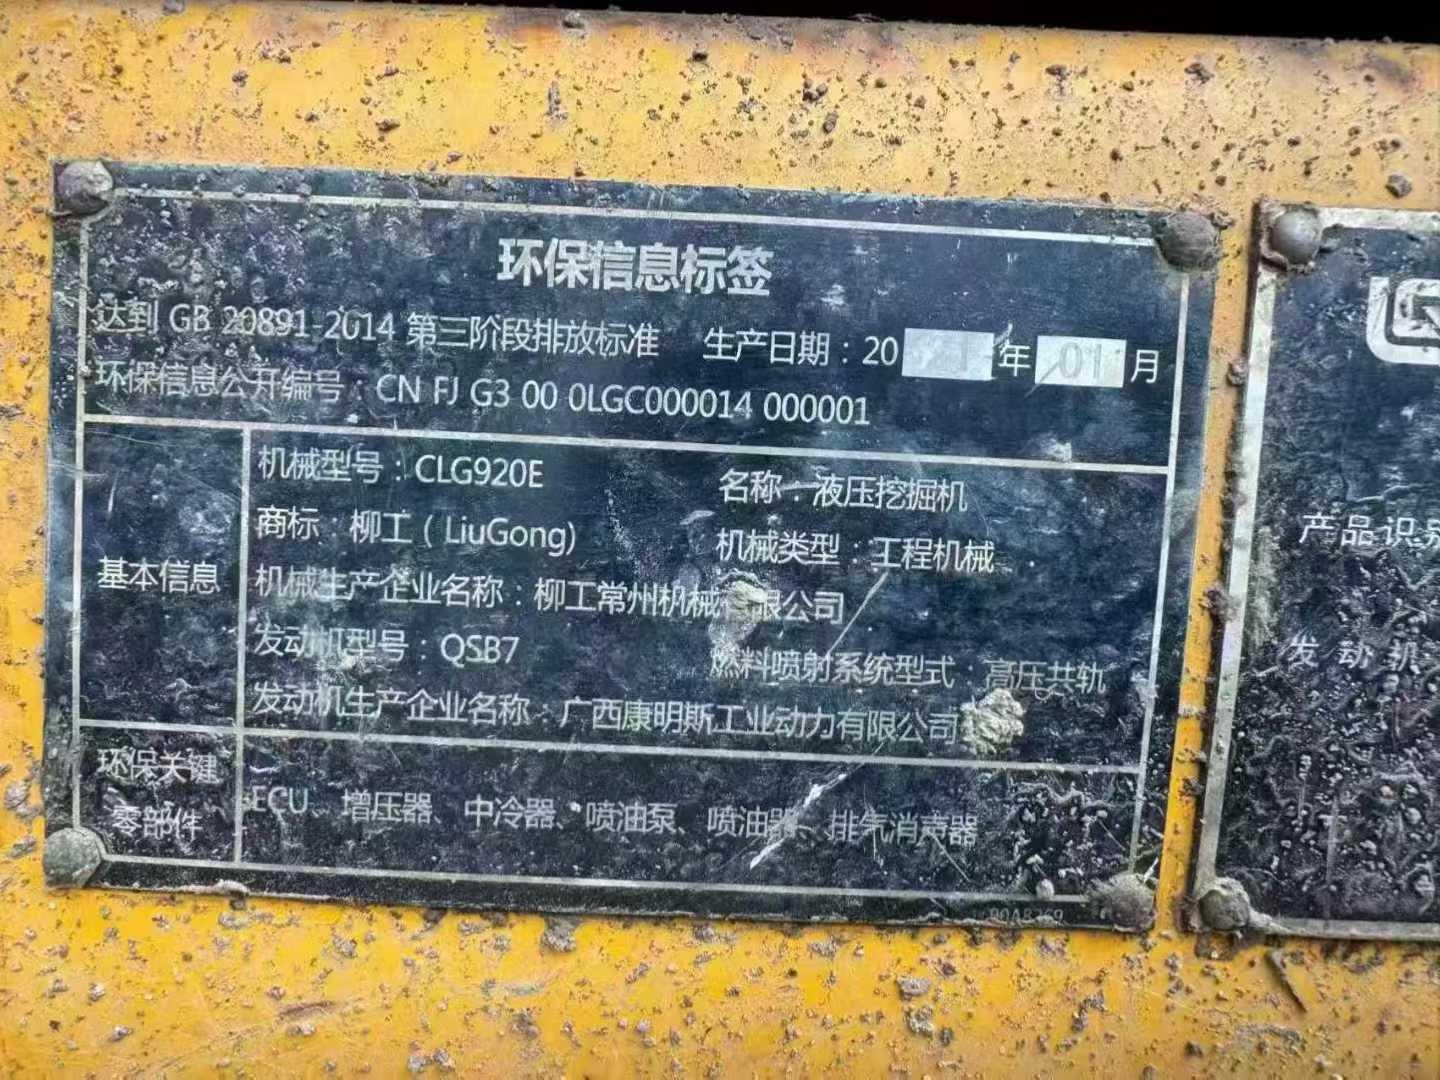 环保信息标签
达到 GB 20891-2014 第三阶段排放标准 生产日期：20 1 年 01 月
环保信息公开编号：CN FJ G3 00 0LGC000014 000001
基本信息
机械型号：CLG920E 名称：液压挖掘机
商标：柳工（LiuGong) 机械类型：工程机械
机械生产企业名称：柳工常州机械 限公司
发动机型号：QSB7 燃料喷射系统型式：高压共轨
发动机生产企业名称：广西康明斯工业动力有限公司
环保关键
零部件
ECU、增压器、中冷器、喷油泵、喷油器、排气消声器
产品识别
发动机